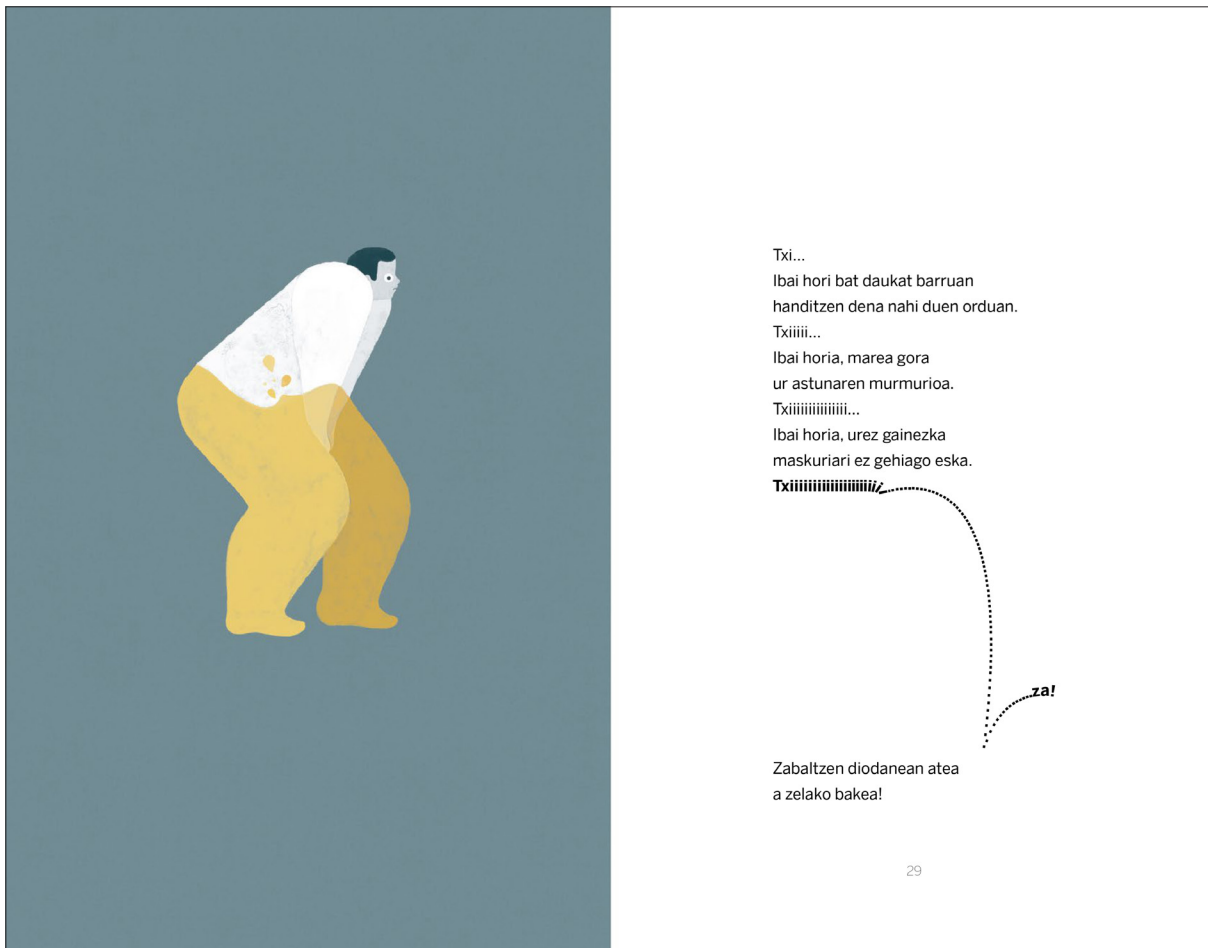 Txi...
Ibai hori bat daukat barruan
handitzen dena nahi duen orduan.
Txiiiii...
Ibai horia, marea gora
ur astunaren murmurioa.
Txiiiiiiiiiiiiiii...
Ibai horia, urez gainezka
maskuriari ez gehiago eska.
Txiiiiiiiiiiiiiiiiiiiii
za!
Zabaltzen diodanean atea
a zelako bakea!
29